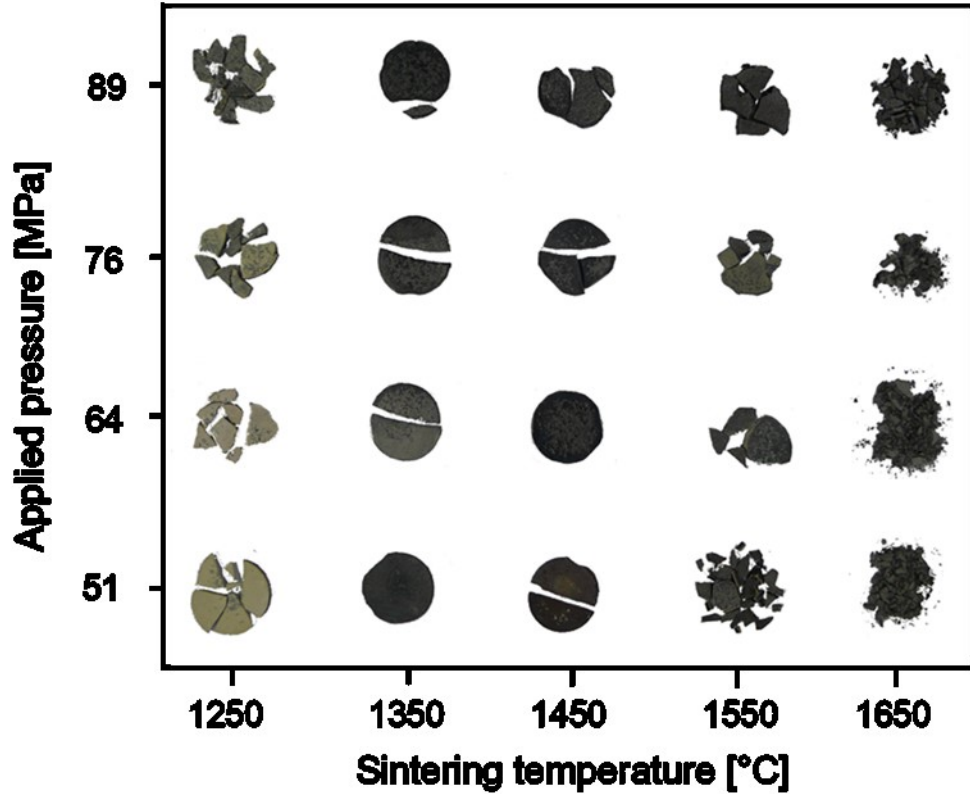 Applied pressure [MPa]
89
76
64
51
1250 1350 1450 1550 1650
Sintering temperature [°C]